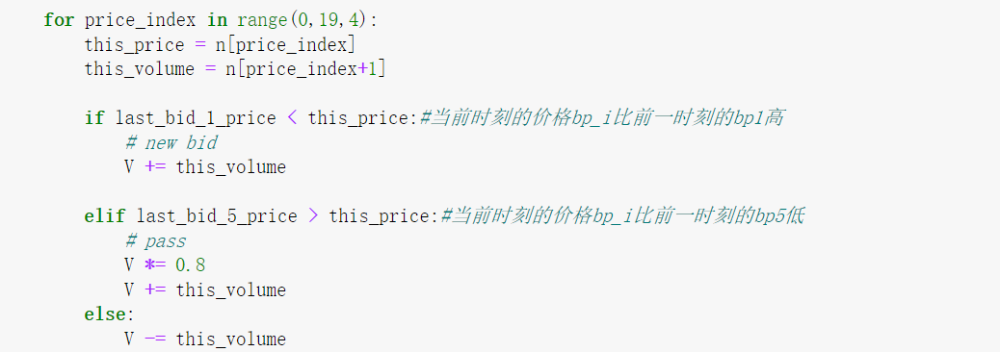 for price_index in range(0,19,4):
    this_price = n[price_index]
    this_volume = n[price_index+1]
    if last_bid_1_price < this_price:#当前时刻的价格bp_i比前一时刻的bp1高
        # new bid
        V += this_volume
    elif last_bid_5_price > this_price:#当前时刻的价格bp_i比前一时刻的bp5低
        # pass
        V *= 0.8
        V += this_volume
    else:
        V -= this_volume